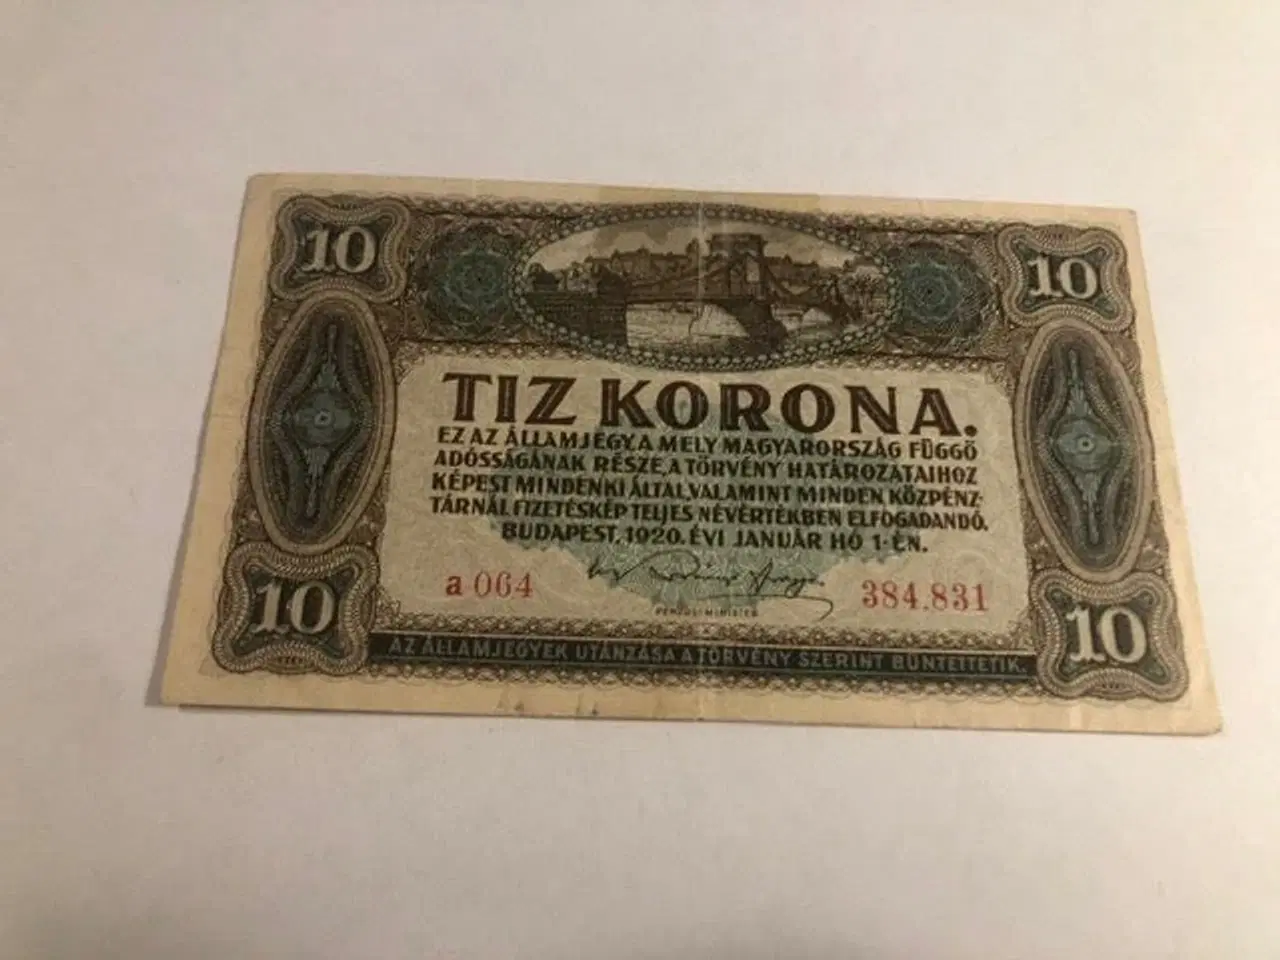 10 10
TIZ KORONA.
EZ AZ ÁLLAMJEGY, A MELY MAGYARORSZÁG FÜGGŐ
ADÓSSÁGÁNAK RÉSZE, A TÖRVÉNY HATÁROZATAIHOZ
KÉPEST MINDENKI ÁLTAL, VALAMINT MINDEN KÖZPÉNZ-
TÁRNÁL FIZETÉSKÉP TELJES NÉVÉRTÉKBEN ELFOGADANDÓ.
BUDAPEST, 1920. ÉVI JANUÁR HÓ 1-ÉN.
a 064 384.831
PÉNZÜGYMINISTER
10 10
AZ ÁLLAMJEGYEK UTÁNZÁSA A TÖRVÉNY SZERINT BÜNTETTETIK.